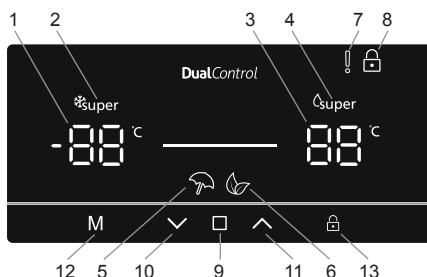 1 2 3 4 7 8
DualControl
super super
-88 °C 88 °C
M
12 5 10 9 11 6 13